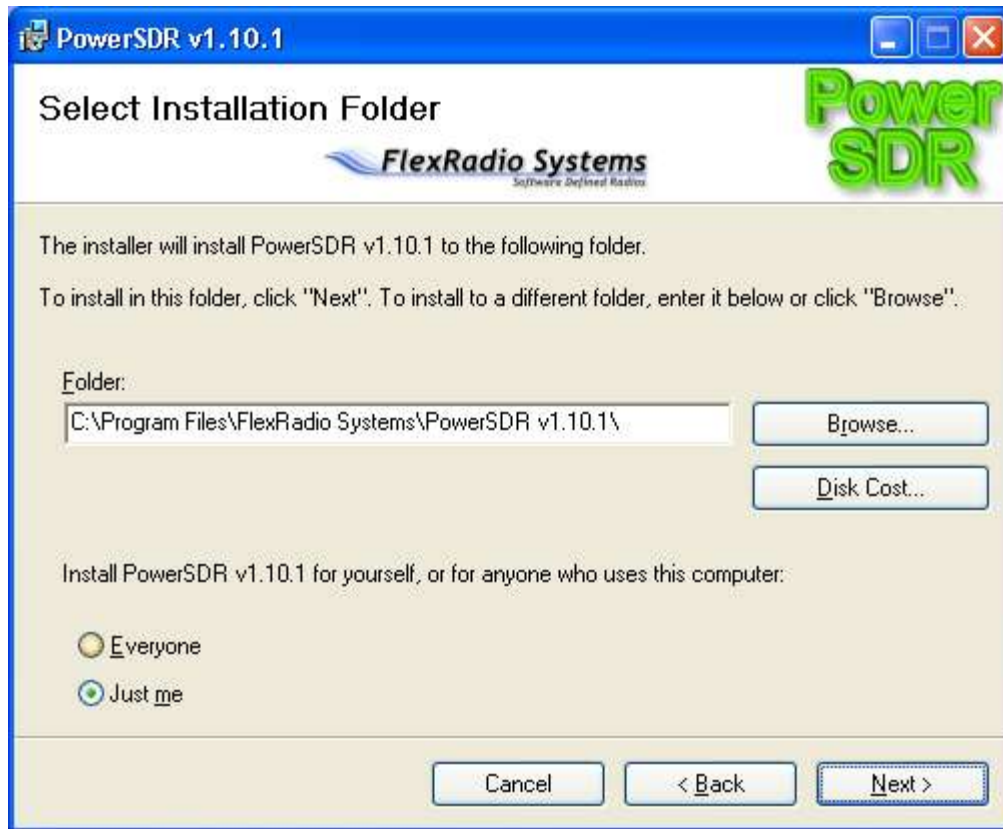 PowerSDR v1.10.1
Select Installation Folder
Power
SDR
FlexRadio Systems
Software Defined Radios
The installer will install PowerSDR v1.10.1 to the following folder.
To install in this folder, click "Next". To install to a different folder, enter it below or click "Browse".
Folder:
C:\Program Files\FlexRadio Systems\PowerSDR v1.10.1\
Browse...
Disk Cost...
Install PowerSDR v1.10.1 for yourself, or for anyone who uses this computer:
Everyone
Just me
Cancel
< Back
Next >